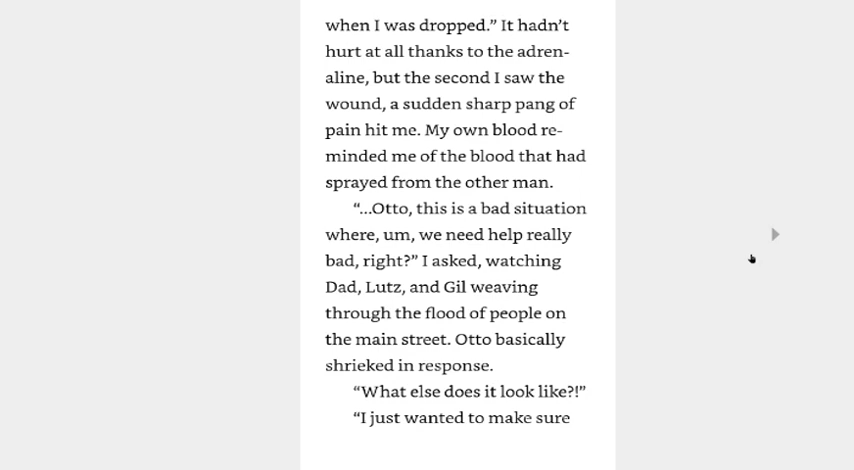 when I was dropped.” It hadn’t
hurt at all thanks to the adren-
aline, but the second I saw the
wound, a sudden sharp pang of
pain hit me. My own blood re-
minded me of the blood that had
sprayed from the other man.
“...Otto, this is a bad situation
where, um, we need help really
bad, right?” I asked, watching
Dad, Lutz, and Gil weaving
through the flood of people on
the main street. Otto basically
shrieked in response.
“What else does it look like?!”
“I just wanted to make sure